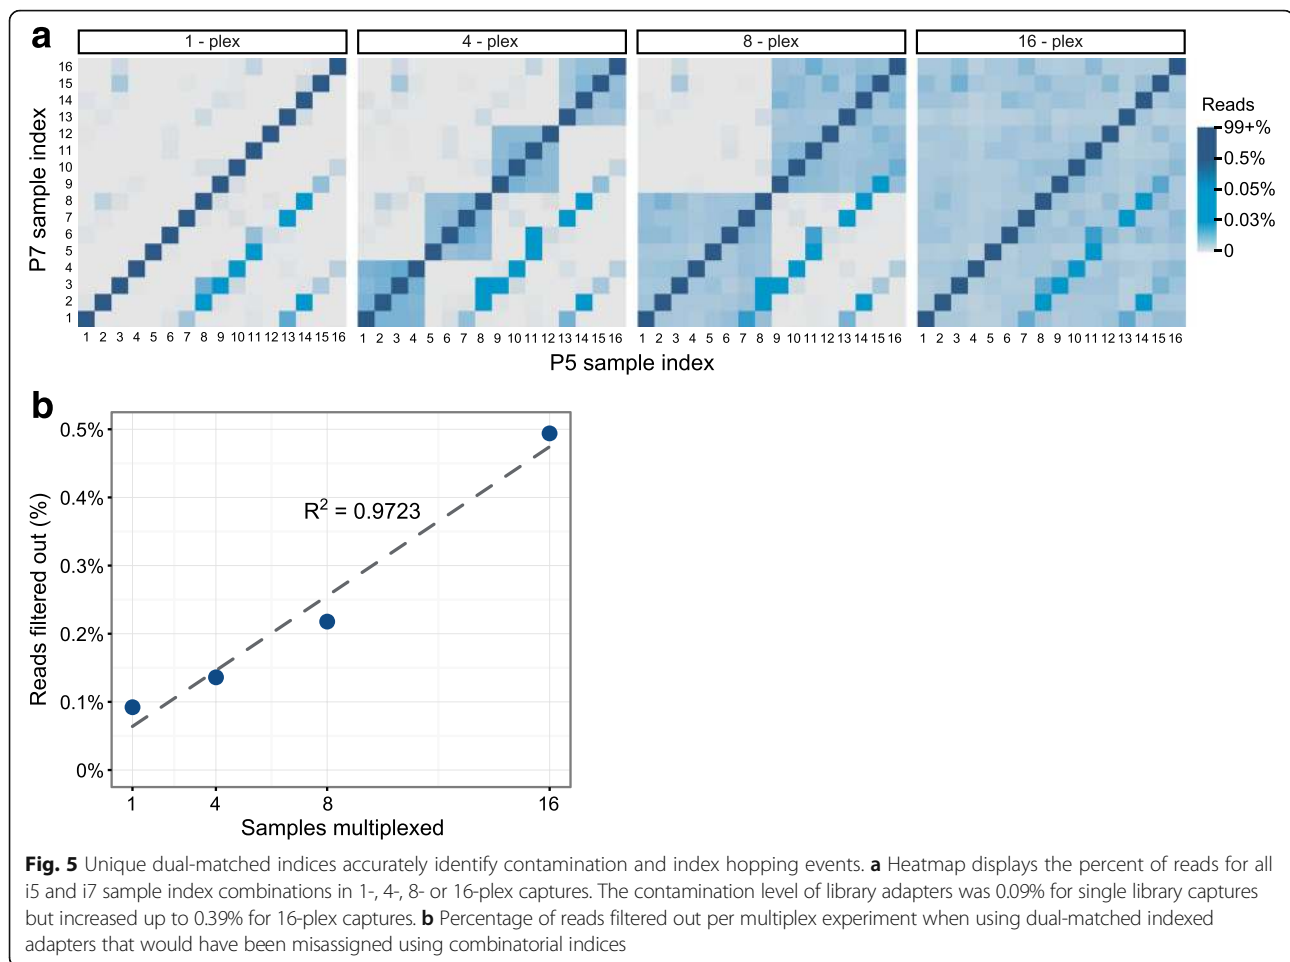 a
1 - plex
4 - plex
8 - plex
16 - plex
P7 sample index
16
15
14
13
12
11
10
9
8
7
6
5
4
3
2
1
1 2 3 4 5 6 7 8 9 10 11 12 13 14 15 16
1 2 3 4 5 6 7 8 9 10 11 12 13 14 15 16
1 2 3 4 5 6 7 8 9 10 11 12 13 14 15 16
1 2 3 4 5 6 7 8 9 10 11 12 13 14 15 16
P5 sample index
Reads
99+%
0.5%
0.05%
0.03%
0
b
Reads filtered out (%)
0.5%
0.4%
0.3%
0.2%
0.1%
0%
R² = 0.9723
1 4 8 16
Samples multiplexed
Fig. 5 Unique dual-matched indices accurately identify contamination and index hopping events. a Heatmap displays the percent of reads for all
i5 and i7 sample index combinations in 1-, 4-, 8- or 16-plex captures. The contamination level of library adapters was 0.09% for single library captures
but increased up to 0.39% for 16-plex captures. b Percentage of reads filtered out per multiplex experiment when using dual-matched indexed
adapters that would have been misassigned using combinatorial indices